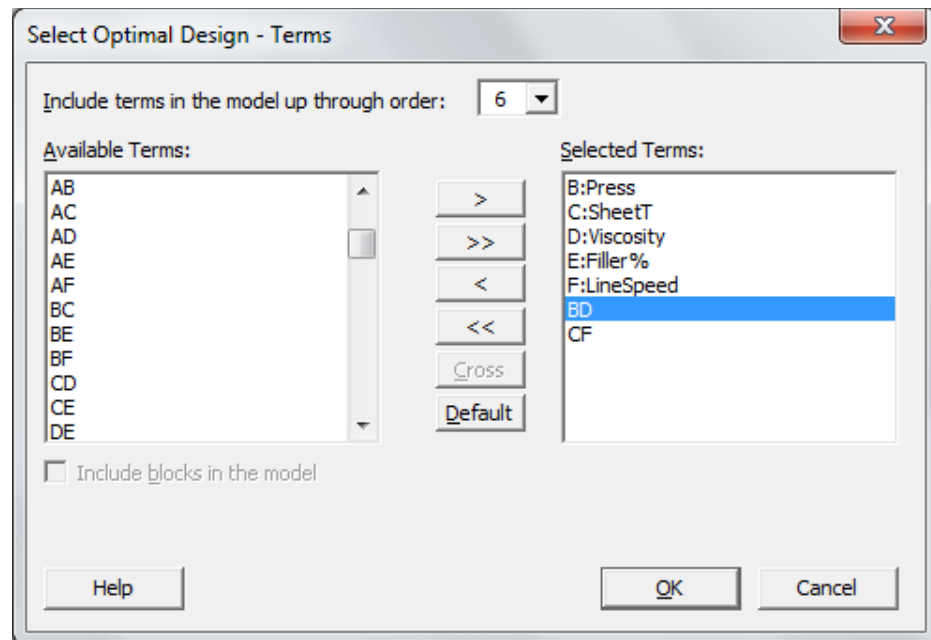 Select Optimal Design - Terms
X
Include terms in the model up through order: 6
Available Terms:
AB
AC
AD
AE
AF
BC
BE
BF
CD
CE
DE
>
>>
<
<<
Cross
Default
Selected Terms:
B:Press
C:SheetT
D:Viscosity
E:Filler%
F:LineSpeed
BD
CF
Include blocks in the model
Help
OK
Cancel